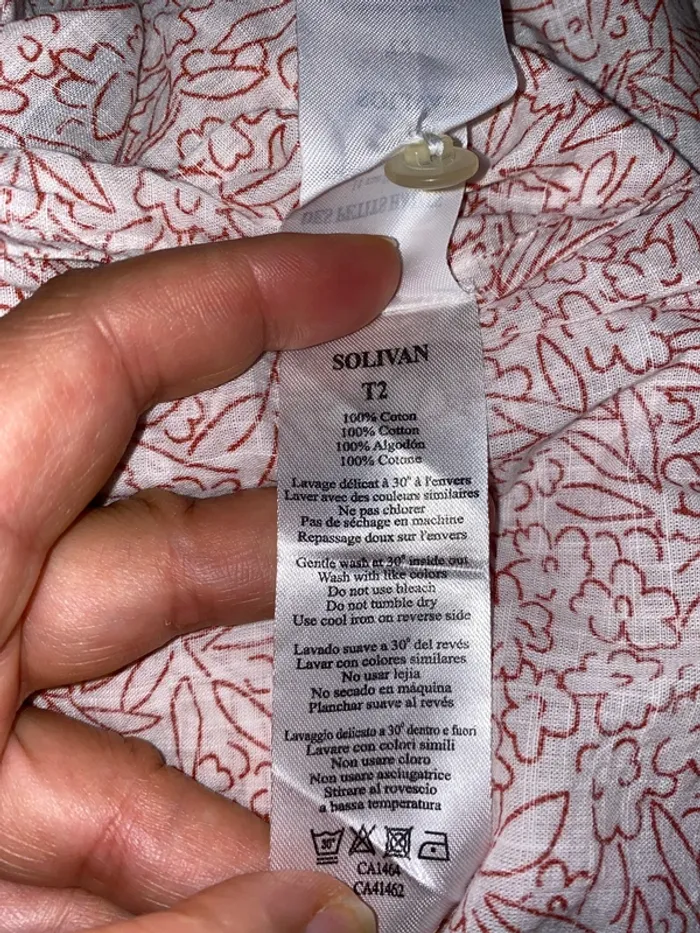 SOLIVAN
T2
100% Coton
100% Cotton
100% Algodón
100% Cotone
Lavage délicat à 30° à l'envers
Laver avec des couleurs similaires
Ne pas chlorer
Pas de séchage en machine
Repassage doux sur l'envers
Gentle wash at 30° inside out
Wash with like colors
Do not use bleach
Do not tumble dry
Use cool iron on reverse side
Lavado suave a 30° del revés
Lavar con colores similares
No usar lejia
No secado en máquina
Planchar suave al revés
Lavaggio delicato a 30° dentro e fuori
Lavare con colori simili
Non usare cloro
Non usare asciugatrice
Stirare al rovescio
a bassa temperatura
30°
CA1464
CA41462